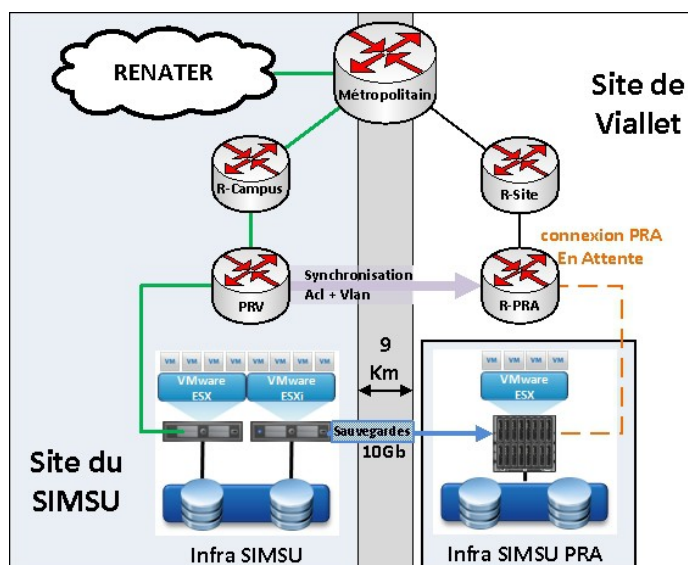 RENATER
Métropolitain
Site de
Viallet
R-Campus
R-Site
connexion PRA
En Attente
PRV
Synchronisation
Acl + Vlan
R-PRA
9
Km
VM VM VM VM VM VM VM VM
VMware
ESX
VMware
ESXi
VM VM VM VM
VMware
ESX
Sauvegardes
10Gb
Site du
SIMSU
Infra SIMSU
Infra SIMSU PRA